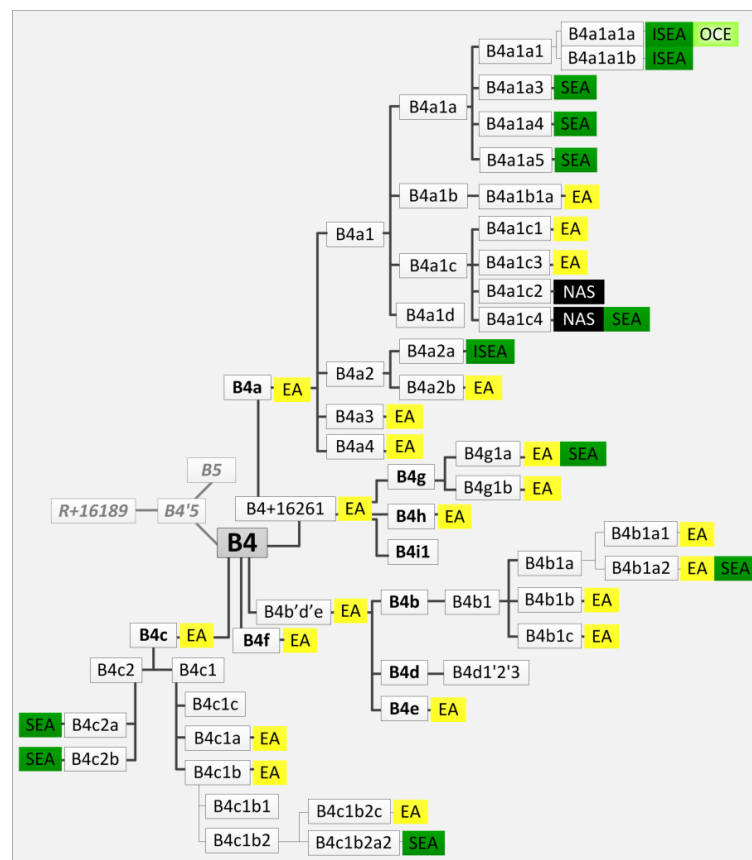 B4a1a1a ISEA OCE
B4a1a1
B4a1a1b ISEA
B4a1a3 SEA
B4a1a
B4a1a4 SEA
B4a1a5 SEA
B4a1b B4a1b1a EA
B4a1c1 EA
B4a1
B4a1c B4a1c3 EA
B4a1c2 NAS
B4a1d B4a1c4 NAS SEA
B4a2a ISEA
B4a EA B4a2
B4a2b EA
B4a3 EA
B4a4 EA
B4g1a EA SEA
B5 B4g
B4g1b EA
R+16189 B4'5 B4+16261 EA B4h EA
B4 B4i1
B4b1a1 EA
B4b1a
B4b1a2 EA SEA
B4b'd'e EA B4b B4b1 B4b1b EA
B4c EA B4f EA B4b1c EA
B4c2 B4c1 B4d B4d1'2'3
B4c1c B4e EA
SEA B4c2a
B4c1a EA
SEA B4c2b
B4c1b EA
B4c1b1 B4c1b2c EA
B4c1b2 B4c1b2a2 SEA